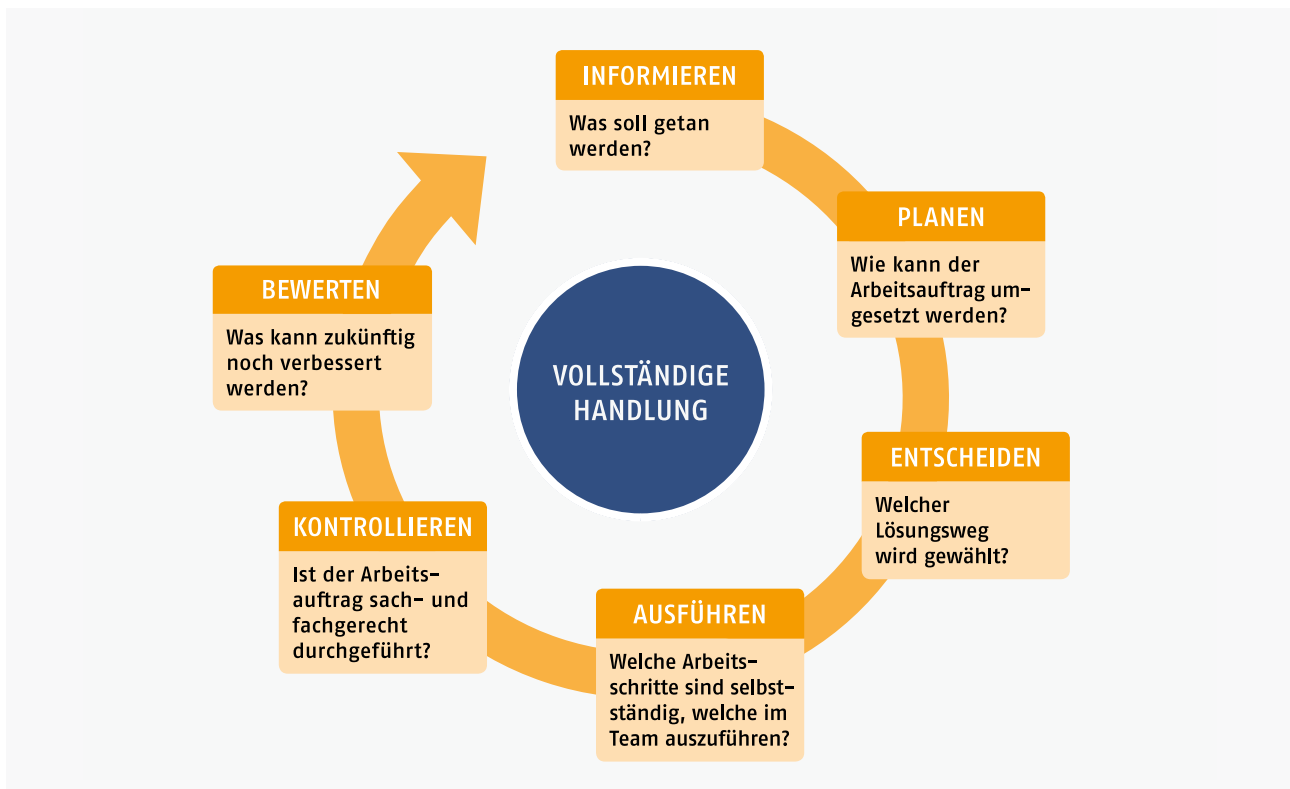 INFORMIEREN
Was soll getan
werden?
PLANEN
Wie kann der
Arbeitsauftrag um-
gesetzt werden?
ENTSCHEIDEN
Welcher
Lösungsweg
wird gewählt?
AUSFÜHREN
Welche Arbeits-
schritte sind selbst-
ständig, welche im
Team auszuführen?
KONTROLLIEREN
Ist der Arbeits-
auftrag sach- und
fachgerecht
durchgeführt?
BEWERTEN
Was kann zukünftig
noch verbessert
werden?
VOLLSTÄNDIGE
HANDLUNG